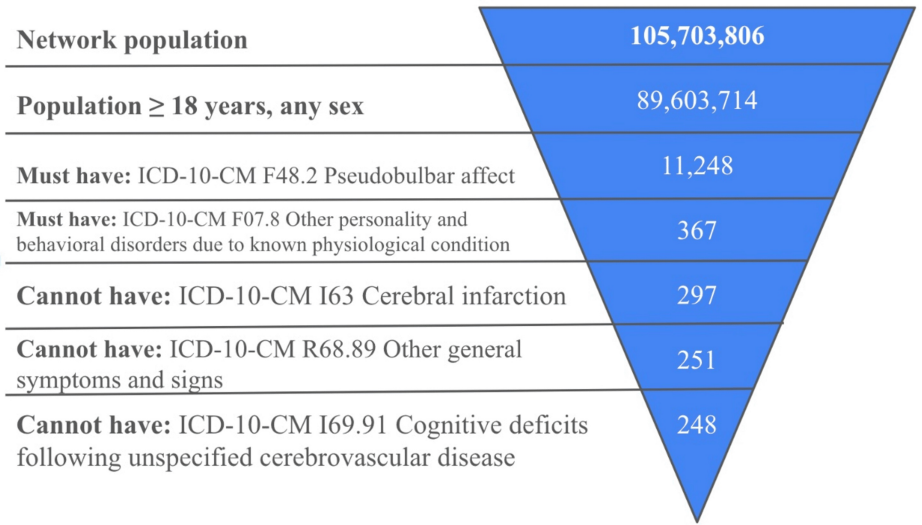 Network population
105,703,806
Population ≥ 18 years, any sex
89,603,714
Must have: ICD-10-CM F48.2 Pseudobulbar affect
11,248
Must have: ICD-10-CM F07.8 Other personality and
behavioral disorders due to known physiological condition
367
Cannot have: ICD-10-CM I63 Cerebral infarction
297
Cannot have: ICD-10-CM R68.89 Other general
symptoms and signs
251
Cannot have: ICD-10-CM I69.91 Cognitive deficits
following unspecified cerebrovascular disease
248